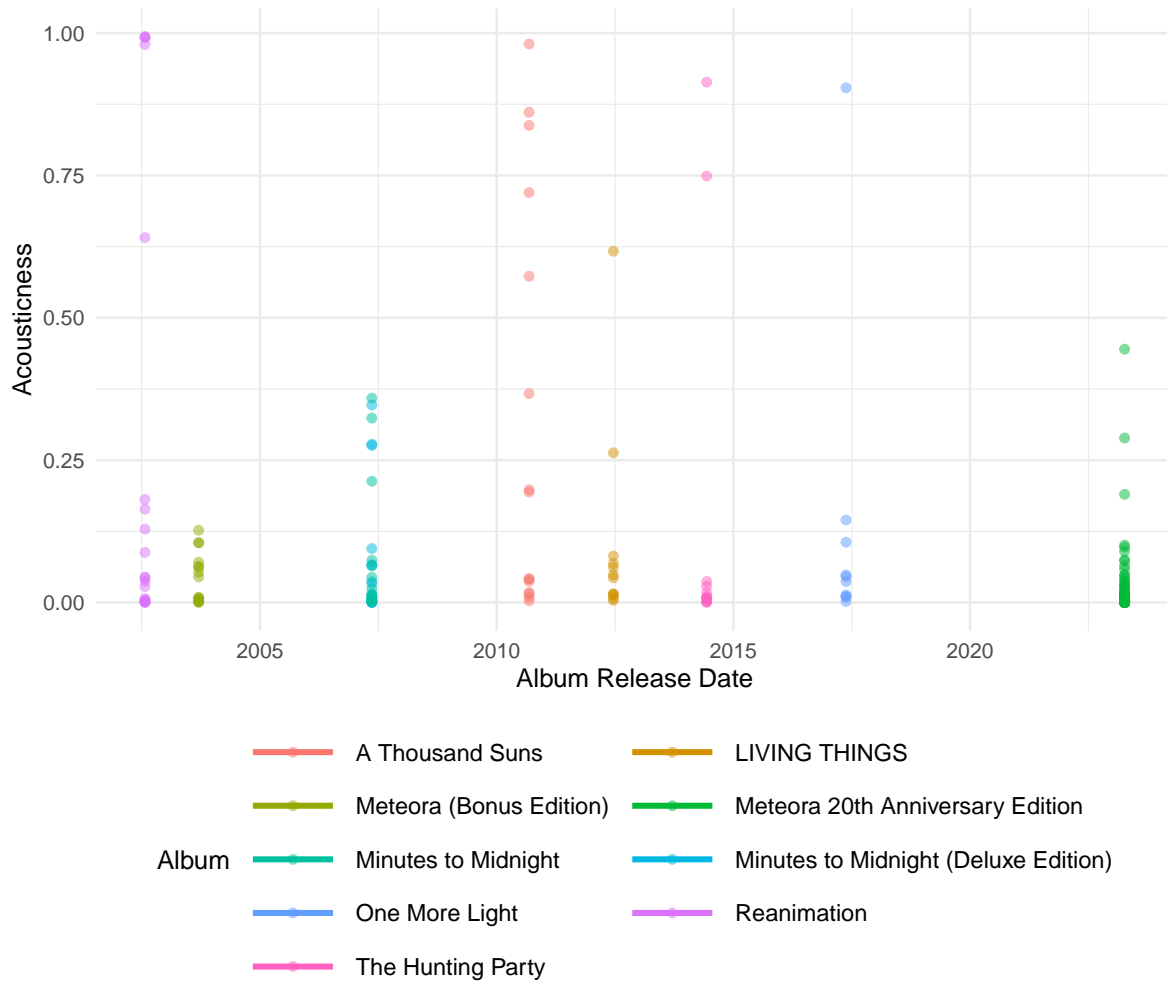 1.00
0.75
0.50
0.25
0.00
Acousticness
2005 2010 2015 2020
Album Release Date
Album
A Thousand Suns LIVING THINGS
Meteora (Bonus Edition) Meteora 20th Anniversary Edition
Minutes to Midnight Minutes to Midnight (Deluxe Edition)
One More Light Reanimation
The Hunting Party